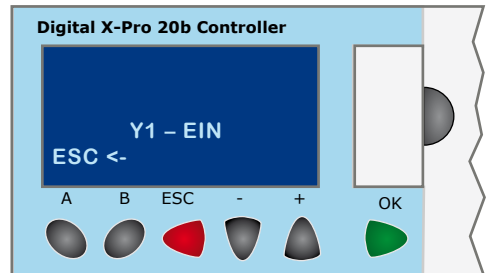 Digital X-Pro 20b Controller
Y1 – EIN
ESC <-
A B ESC - + OK